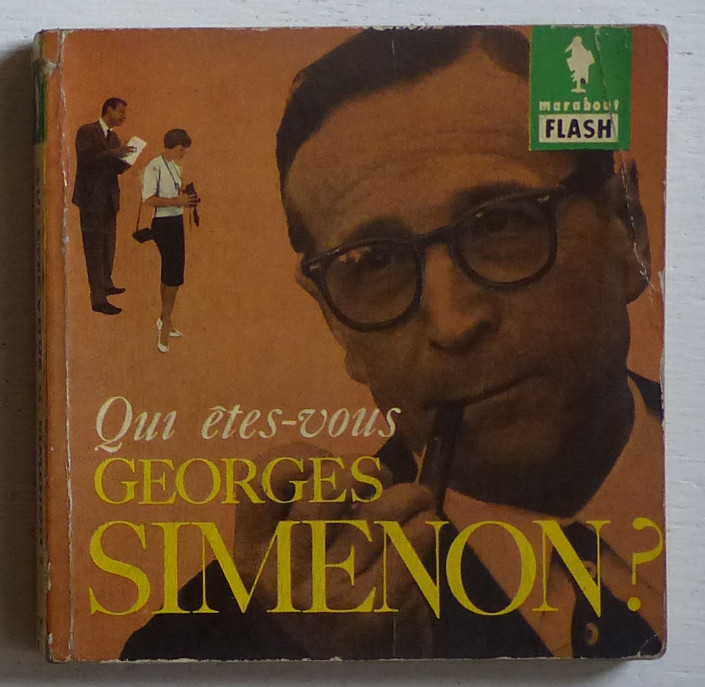 marabout
FLASH
Qui êtes-vous
GEORGES
SIMENON?